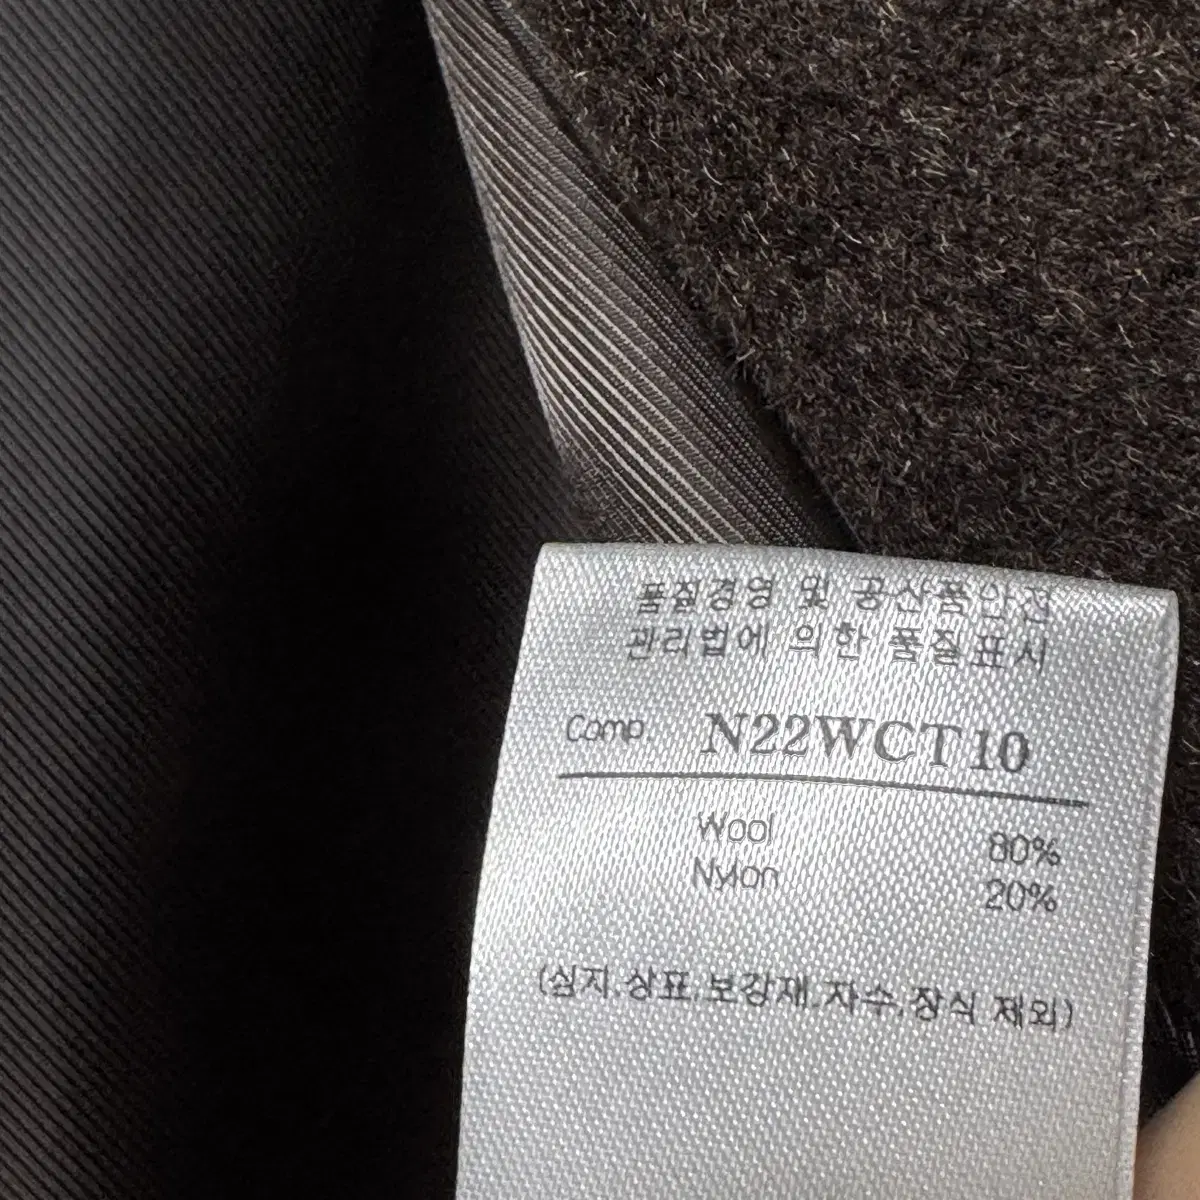 품질경영 및 공산품안전
관리법에 의한 품질표시
Comp N22WCT10
Wool 80%
Nylon 20%
(심지,상표,보강재,자수,장식 제외)